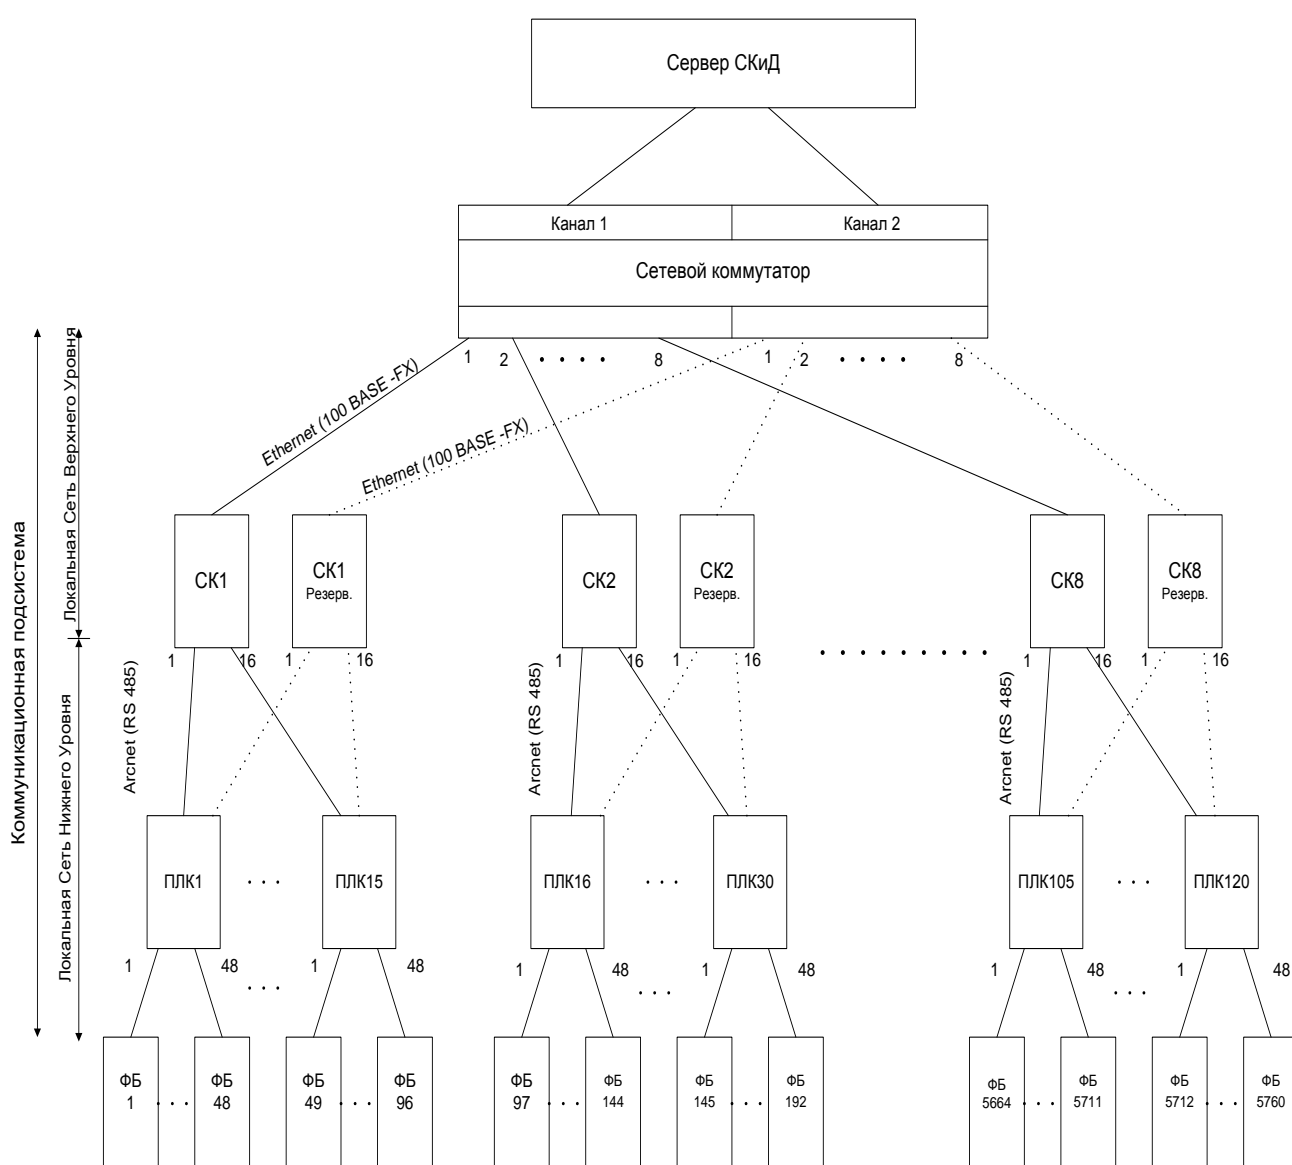 Сервер СКиД
Канал 1 Канал 2
Сетевой коммутатор
1 2 8 1 2 8
Ethernet (100 BASE -FX)
Ethernet (100 BASE -FX)
Коммуникационная подсистема
Локальная Сеть Верхнего Уровня
Локальная Сеть Нижнего Уровня
СК1
СК1
Резерв.
СК2
СК2
Резерв.
СК8
СК8
Резерв.
1 16 1 16 1 16 1 16 1 16 1 16
Arcnet (RS 485)
Arcnet (RS 485)
Arcnet (RS 485)
ПЛК1 ПЛК15 ПЛК16 ПЛК30 ПЛК105 ПЛК120
1 48 1 48 1 48 1 48 1 48 1 48
ФБ
1
ФБ
48
ФБ
49
ФБ
96
ФБ
97
ФБ
144
ФБ
145
ФБ
192
ФБ
5664
ФБ
5711
ФБ
5712
ФБ
5760